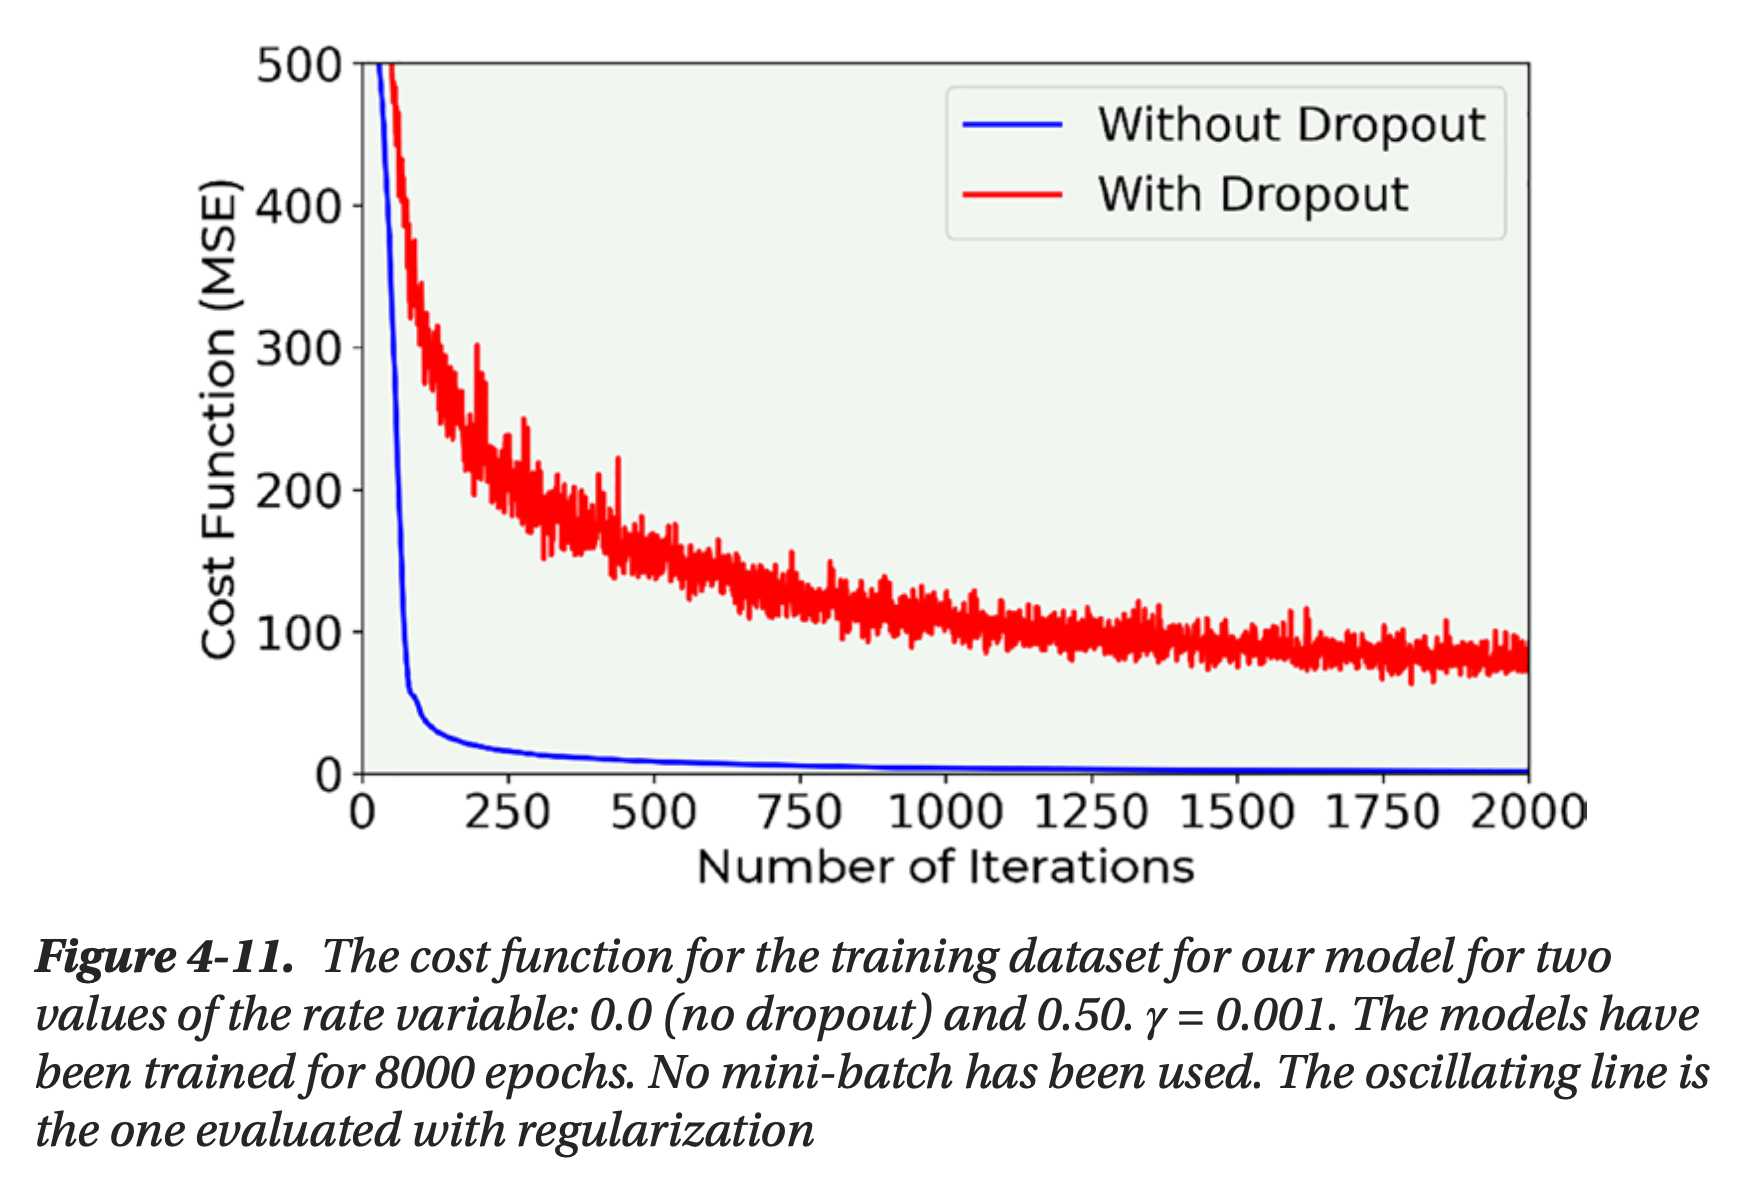 500
400
300
200
100
0
Cost Function (MSE)
Without Dropout
With Dropout
0 250 500 750 1000 1250 1500 1750 2000
Number of Iterations
Figure 4-11. The cost function for the training dataset for our model for two
values of the rate variable: 0.0 (no dropout) and 0.50. γ = 0.001. The models have
been trained for 8000 epochs. No mini-batch has been used. The oscillating line is
the one evaluated with regularization